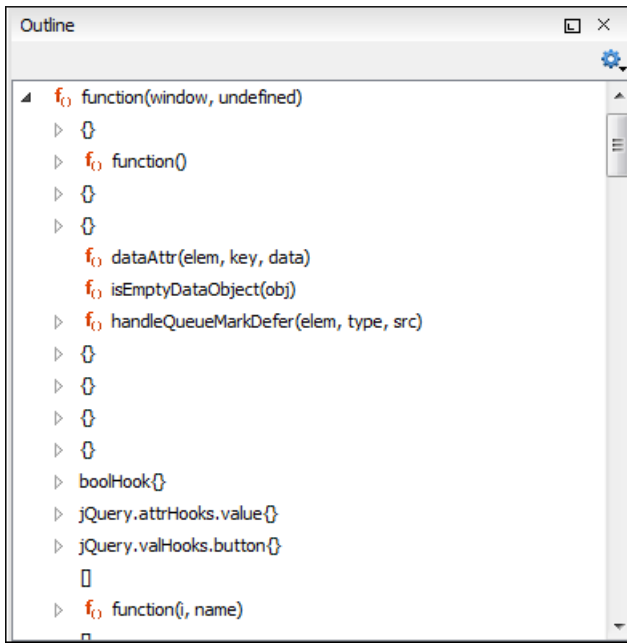 Outline
f() function(window, undefined)
{}
f() function()
{}
{}
f() dataAttr(elem, key, data)
f() isEmptyDataObject(obj)
f() handleQueueMarkDefer(elem, type, src)
{}
{}
{}
{}
boolHook{}
jQuery.attrHooks.value{}
jQuery.valHooks.button{}
[]
f() function(i, name)